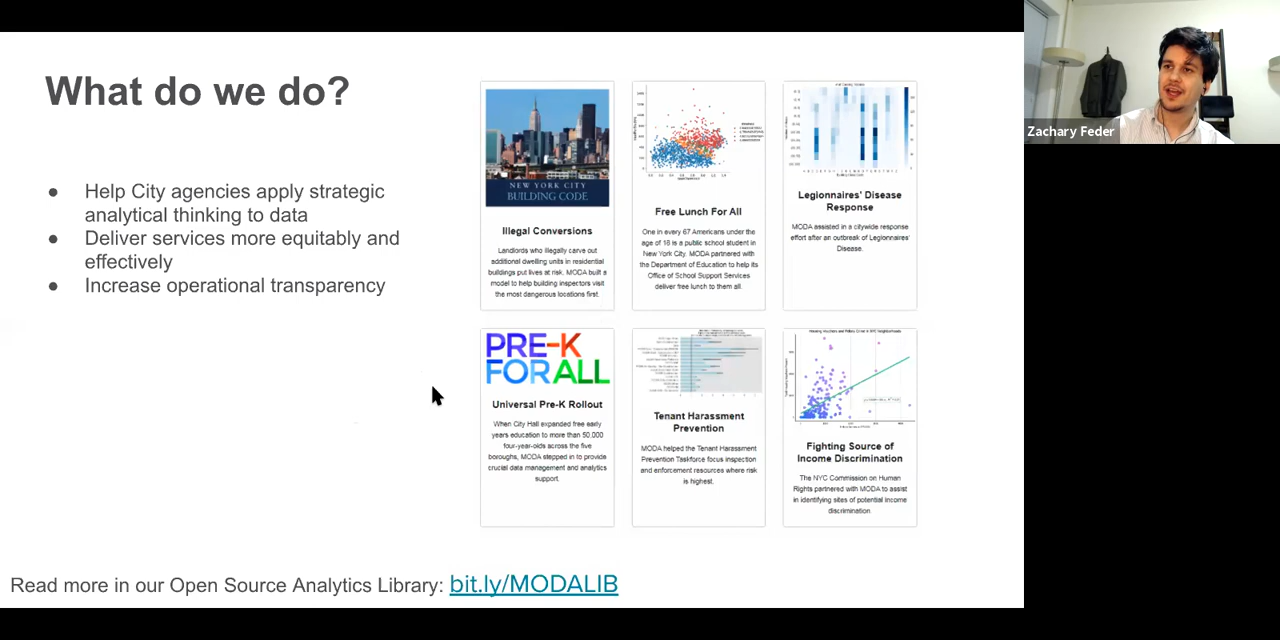 What do we do?
● Help City agencies apply strategic
analytical thinking to data
● Deliver services more equitably and
effectively
● Increase operational transparency
NEW YORK CITY
BUILDING CODE
Illegal Conversions
Landlords who illegally carve out
additional dwelling units in residential
buildings put lives at risk. MODA built a
model to help building inspectors visit
the most dangerous locations first.
Free Lunch For All
One in every 67 Americans under the
age of 18 is a public school student in
New York City. MODA partnered with
the Department of Education to help its
Office of School Support Services
deliver free lunch to them all.
Legionnaires' Disease
Response
MODA assisted in a citywide response
effort after an outbreak of Legionnaires'
Disease.
PRE-K
FOR ALL
Universal Pre-K Rollout
When City Hall expanded free early
years education to more than 50,000
four-year-olds across the five
boroughs, MODA stepped in to provide
crucial data management and analytics
support.
Tenant Harassment
Prevention
MODA helped the Tenant Harassment
Prevention Taskforce focus inspection
and enforcement resources where risk
is highest.
Fighting Source of
Income Discrimination
The NYC Commission on Human
Rights partnered with MODA to assist
in identifying sites of potential income
discrimination.
Read more in our Open Source Analytics Library: bit.ly/MODALIB
Zachary Feder